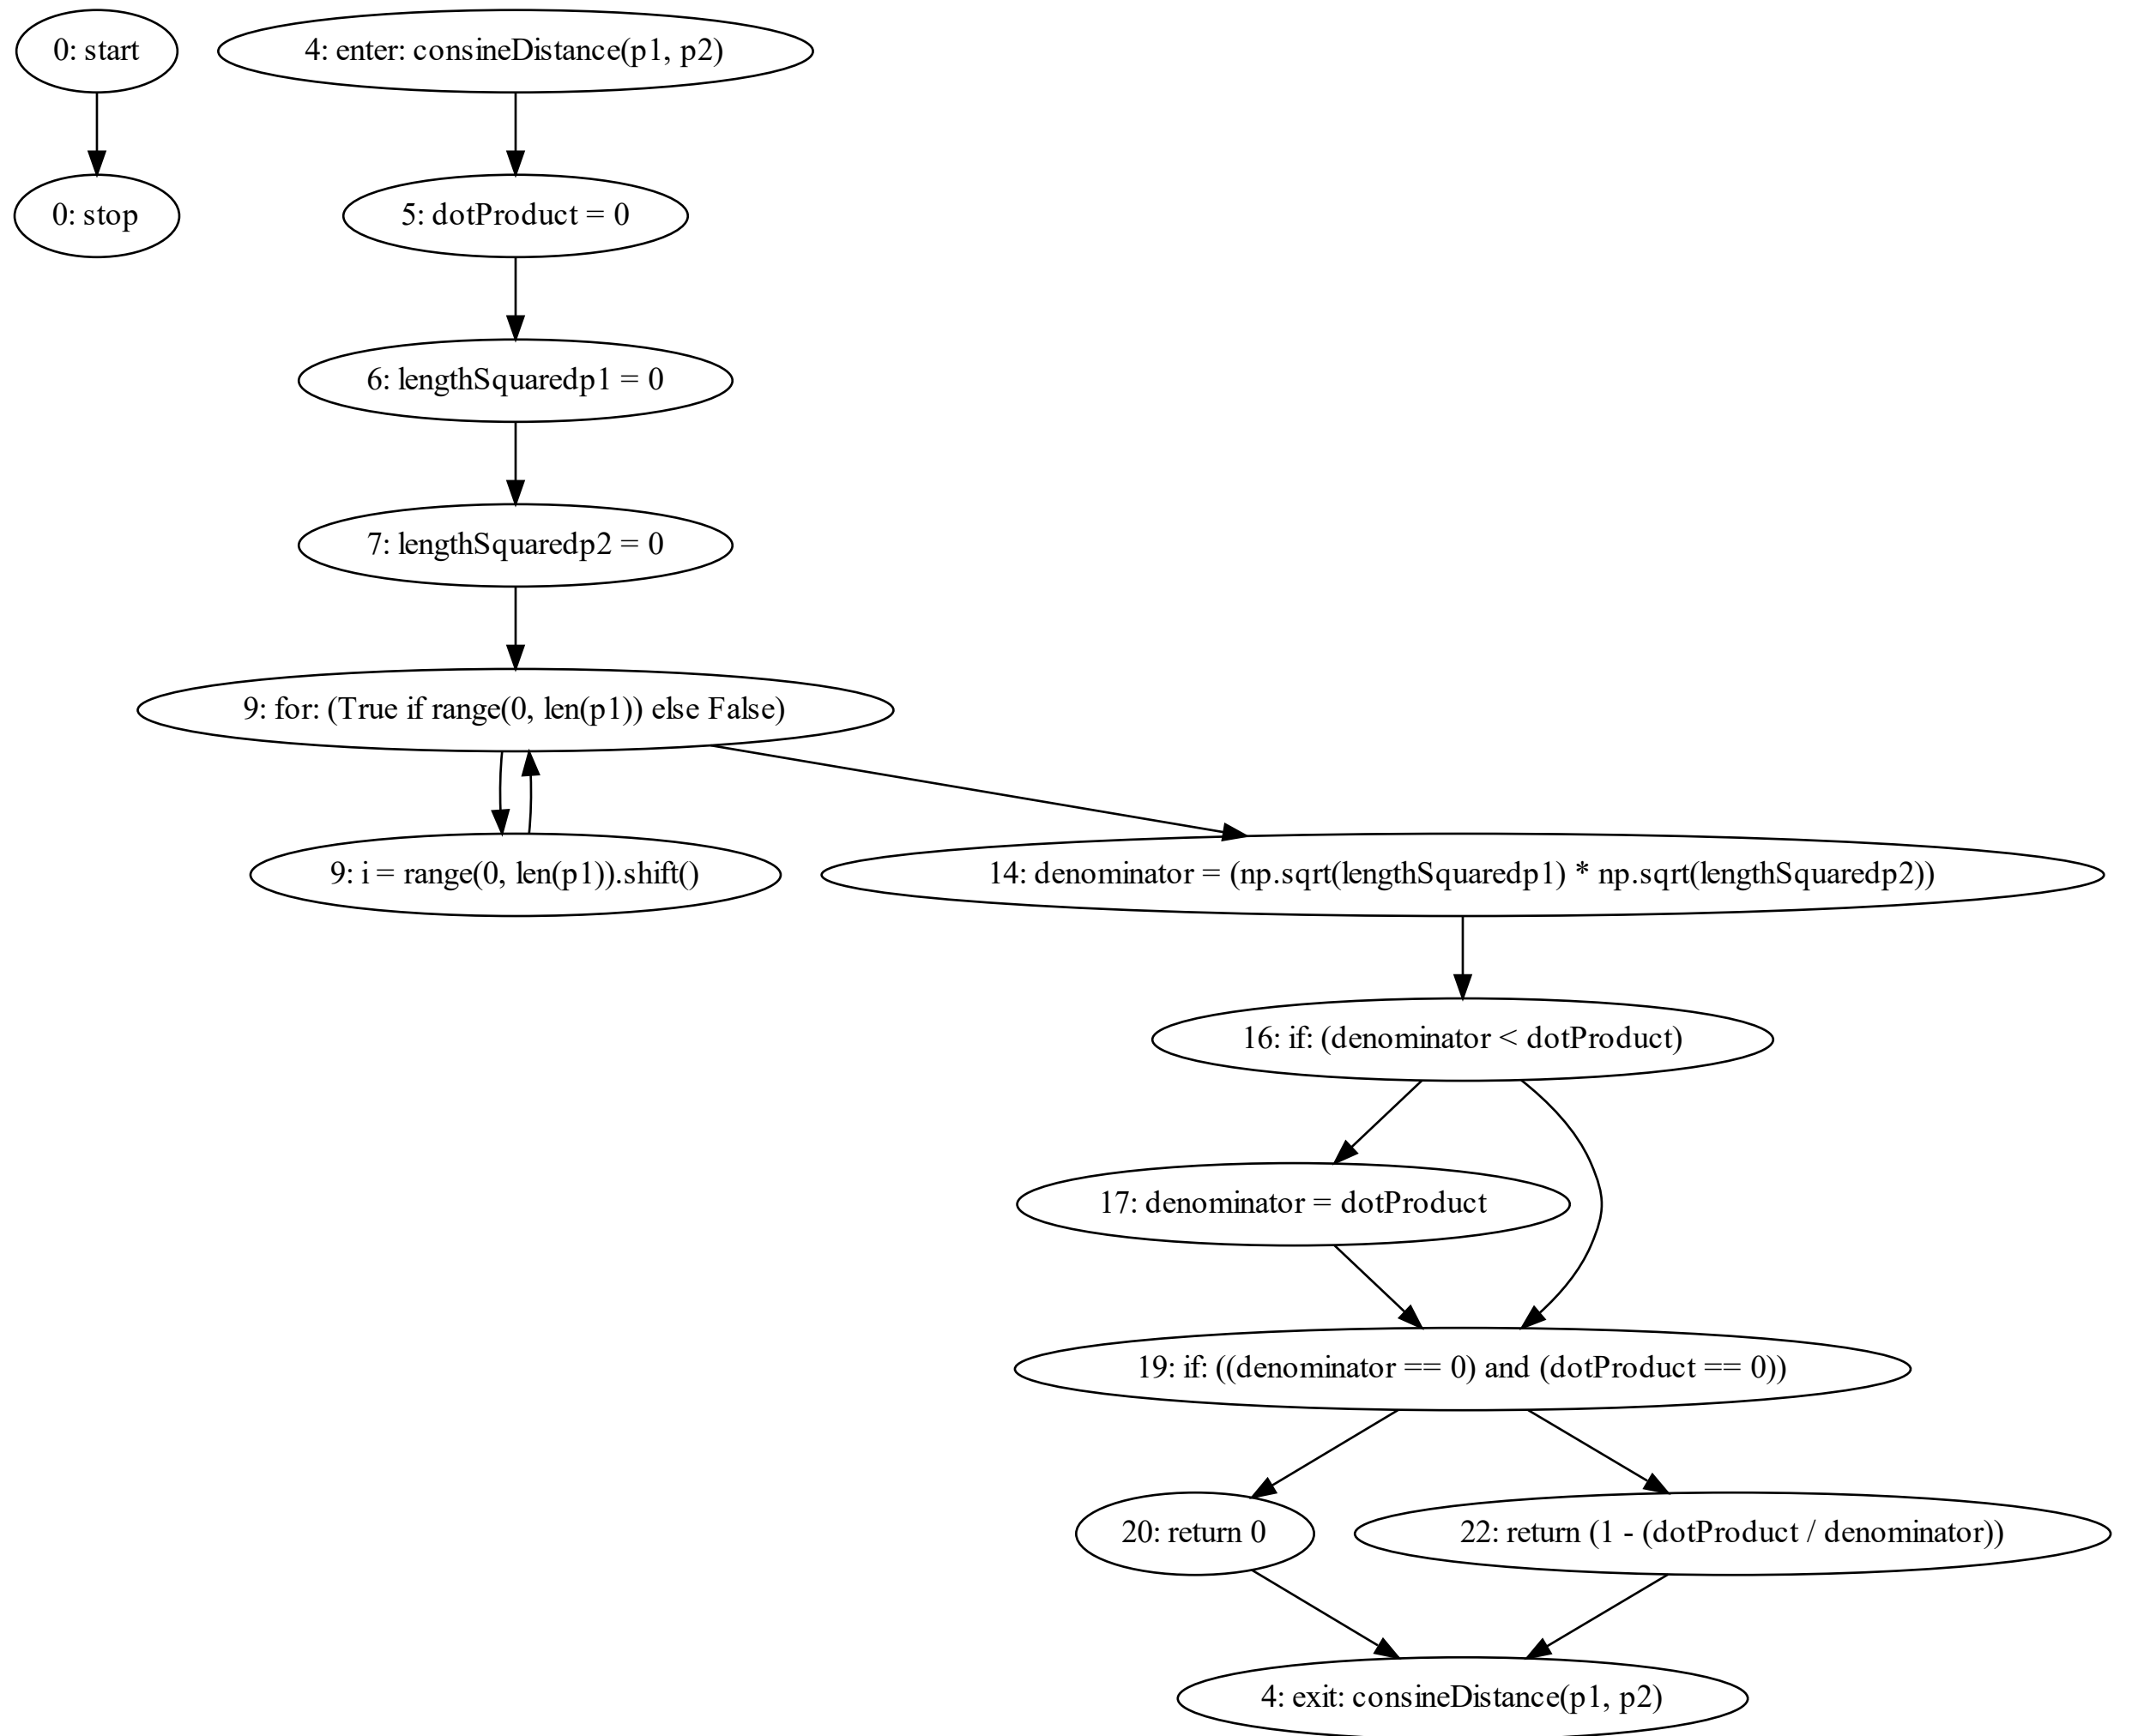 0: start
4: enter: consineDistance(p1, p2)
0: stop
5: dotProduct = 0
6: lengthSquaredp1 = 0
7: lengthSquaredp2 = 0
9: for: (True if range(0, len(p1)) else False)
9: i = range(0, len(p1)).shift()
14: denominator = (np.sqrt(lengthSquaredp1) * np.sqrt(lengthSquaredp2))
16: if: (denominator < dotProduct)
17: denominator = dotProduct
19: if: ((denominator == 0) and (dotProduct == 0))
20: return 0
22: return (1 - (dotProduct / denominator))
4: exit: consineDistance(p1, p2)